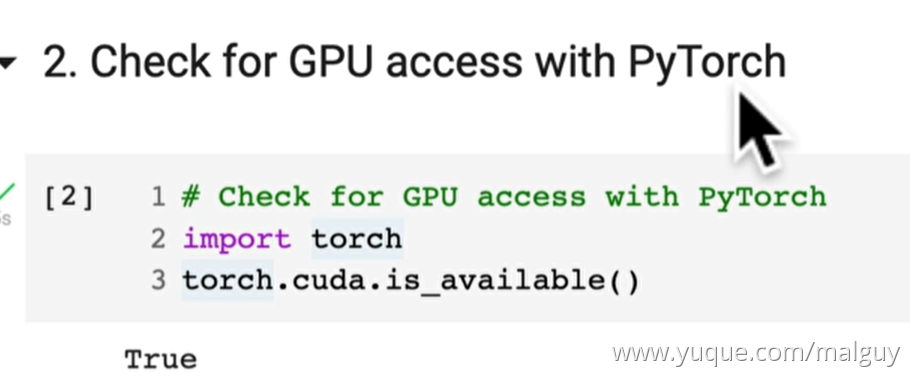 2. Check for GPU access with PyTorch
[2] 1 # Check for GPU access with PyTorch
2 import torch
3 torch.cuda.is_available()
True
www.yuque.com/malguy